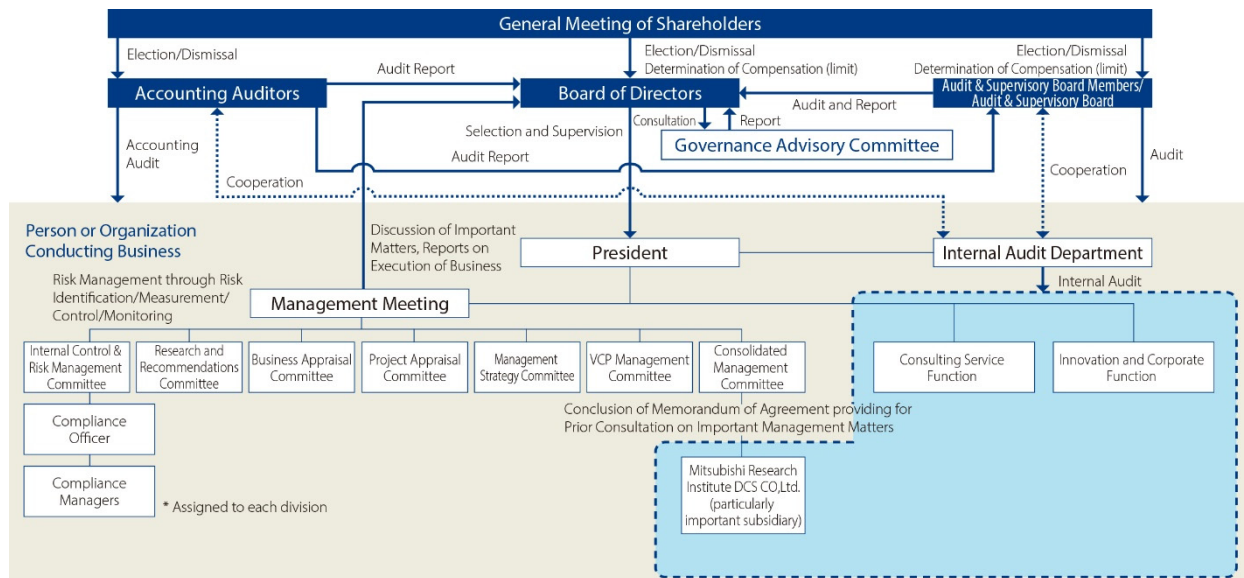 General Meeting of Shareholders
Election/Dismissal
Election/Dismissal
Determination of Compensation (limit)
Election/Dismissal
Determination of Compensation (limit)
Audit Report
Accounting Auditors
Board of Directors
Audit & Supervisory Board Members/
Audit & Supervisory Board
Audit and Report
Selection and Supervision
Consultation
Report
Governance Advisory Committee
Accounting
Audit
Audit Report
Audit
Cooperation
Cooperation
Person or Organization
Conducting Business
Discussion of Important
Matters, Reports on
Execution of Business
President
Internal Audit Department
Risk Management through Risk
Identification/Measurement/
Control/Monitoring
Internal Audit
Management Meeting
Internal Control &
Risk Management
Committee
Research and
Recommendations
Committee
Business Appraisal
Committee
Project Appraisal
Committee
Management
Strategy Committee
VCP Management
Committee
Consolidated
Management
Committee
Consulting Service
Function
Innovation and Corporate
Function
Conclusion of Memorandum of Agreement providing for
Prior Consultation on Important Management Matters
Compliance
Officer
Compliance
Managers
* Assigned to each division
Mitsubishi Research
Institute DCS CO,Ltd.
(particularly
important subsidiary)